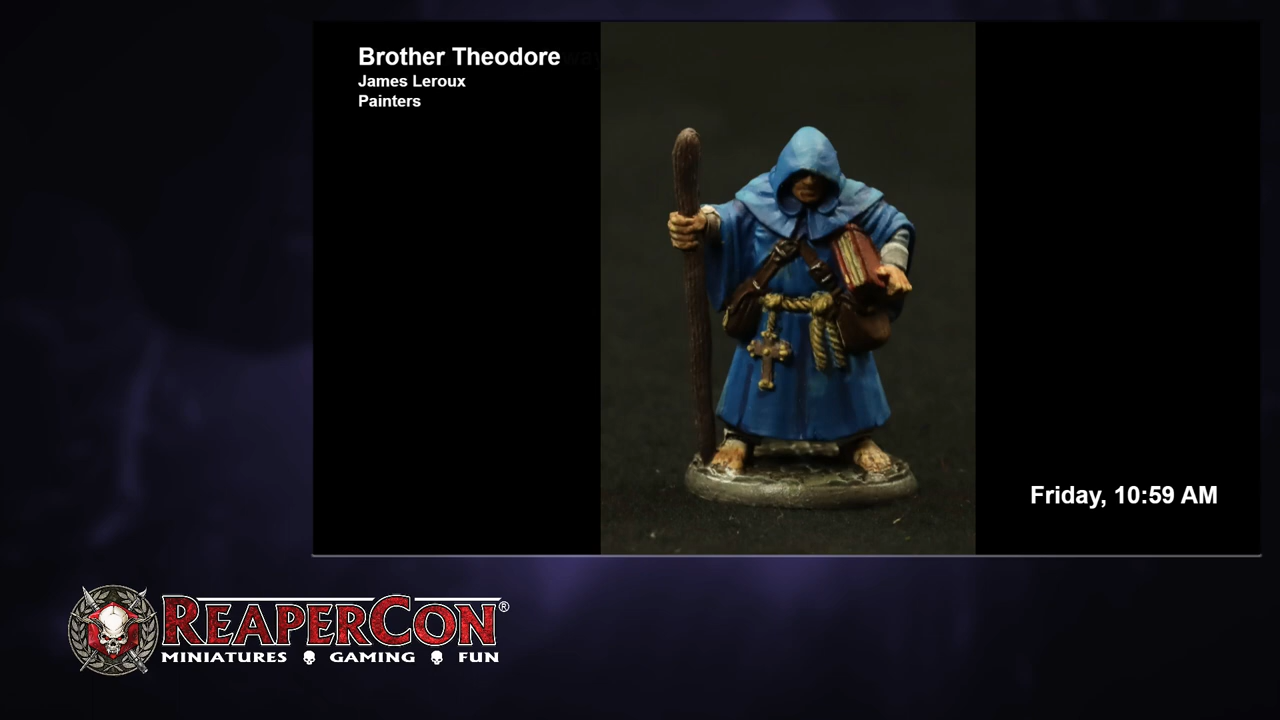 Brother Theodore
James Leroux
Painters
Friday, 10:59 AM
REAPERCON®
MINIATURES GAMING FUN